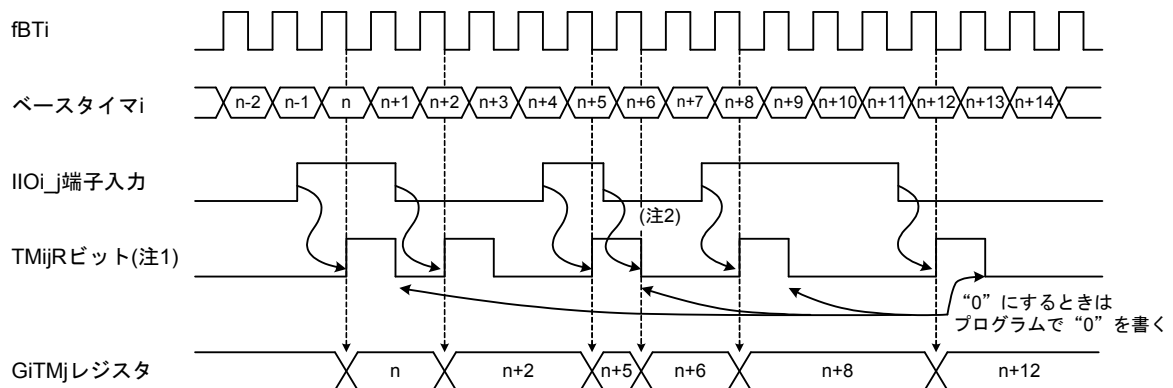 fBTi
ベースタイマi
n-2 n-1 n n+1 n+2 n+3 n+4 n+5 n+6 n+7 n+8 n+9 n+10 n+11 n+12 n+13 n+14
IIOi_j端子入力
(注2)
TMijRビット(注1)
“0”にするときは
プログラムで“0”を書く
GiTMjレジスタ
n n+2 n+5 n+6 n+8 n+12